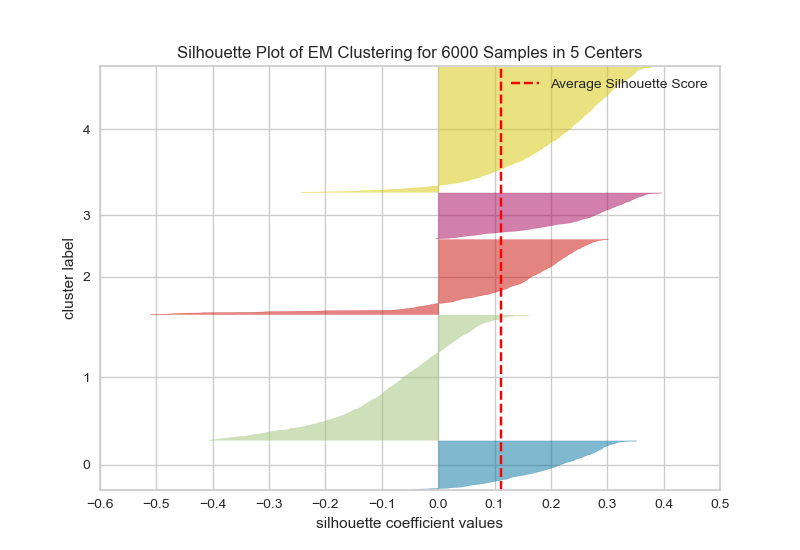 Silhouette Plot of EM Clustering for 6000 Samples in 5 Centers
Average Silhouette Score
4
3
2
1
0
cluster label
−0.6 −0.5 −0.4 −0.3 −0.2 −0.1 0.0 0.1 0.2 0.3 0.4 0.5
silhouette coefficient values